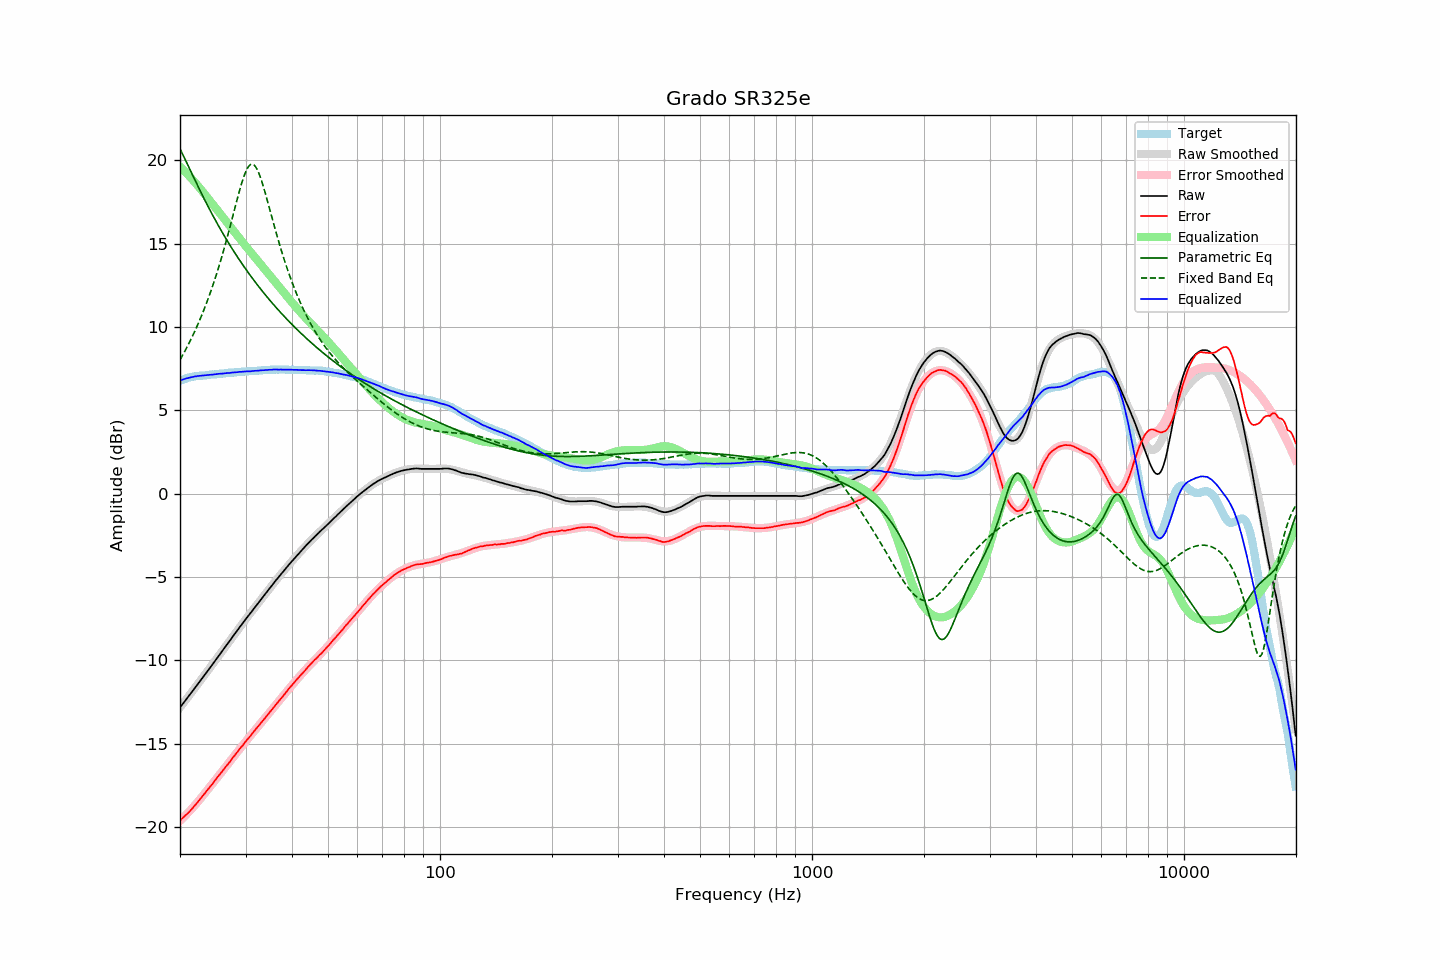 Grado SR325e
Target
Raw Smoothed
Error Smoothed
Raw
Error
Equalization
Parametric Eq
Fixed Band Eq
Equalized
Amplitude (dBr)
20
15
10
5
0
−5
−10
−15
−20
100
1000
10000
Frequency (Hz)